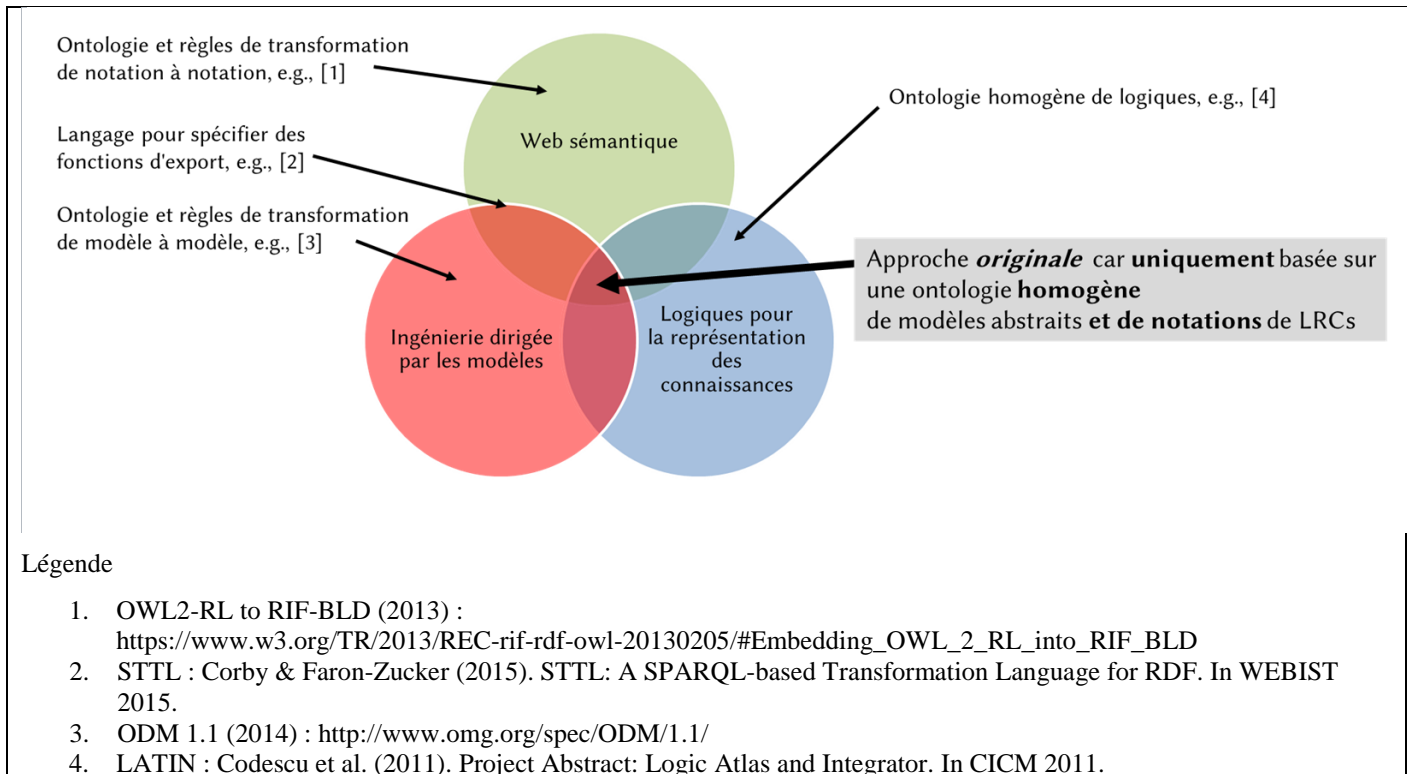 Ontologie et règles de transformation
de notation à notation, e.g., [1]
Langage pour spécifier des
fonctions d'export, e.g., [2]
Ontologie et règles de transformation
de modèle à modèle, e.g., [3]
Web sémantique
Ontologie homogène de logiques, e.g., [4]
Ingénierie dirigée
par les modèles
Logiques pour
la représentation
des
connaissances
Approche originale car uniquement basée sur
une ontologie homogène
de modèles abstraits et de notations de LRCs
Légende
1. OWL2-RL to RIF-BLD (2013) :
https://www.w3.org/TR/2013/REC-rif-rdf-owl-20130205/#Embedding_OWL_2_RL_into_RIF_BLD
2. STTL : Corby & Faron-Zucker (2015). STTL: A SPARQL-based Transformation Language for RDF. In WEBIST
2015.
3. ODM 1.1 (2014) : http://www.omg.org/spec/ODM/1.1/
4. LATIN : Codescu et al. (2011). Project Abstract: Logic Atlas and Integrator. In CICM 2011.